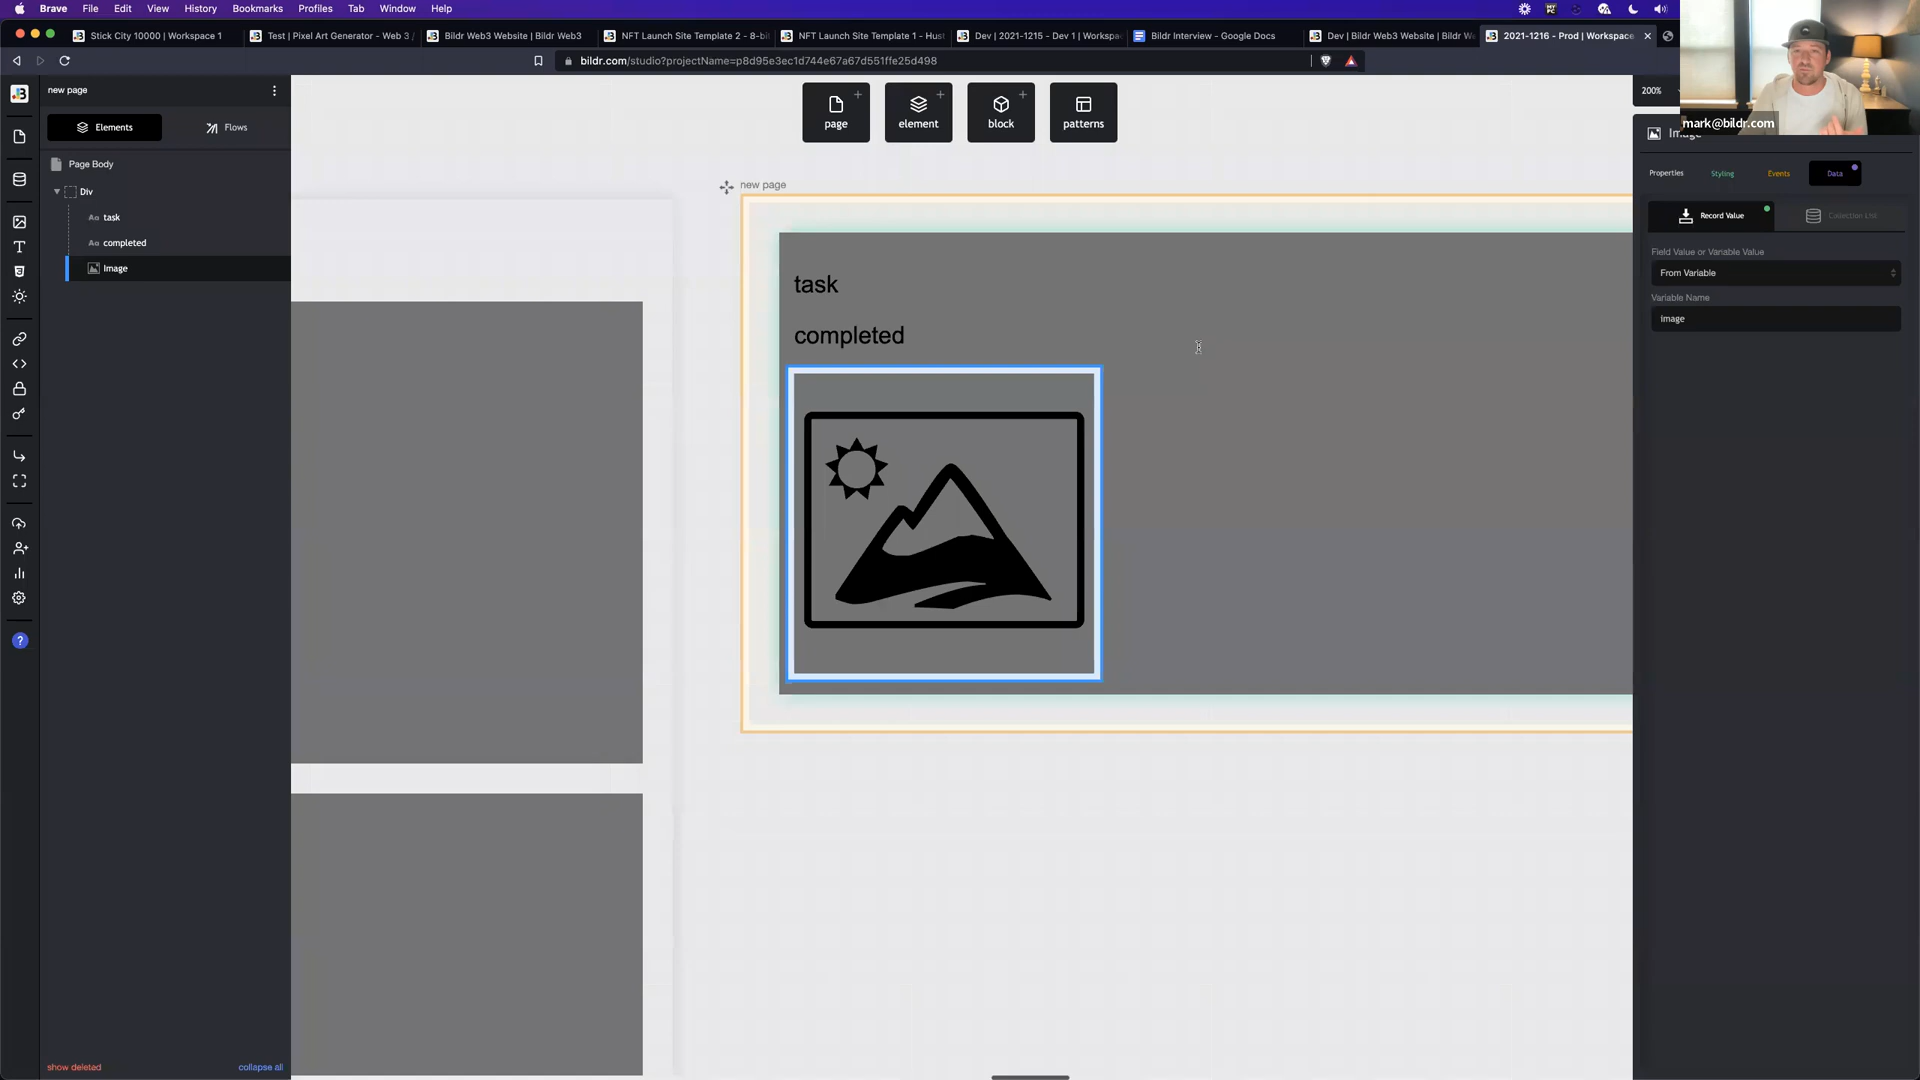 Brave File Edit View History Bookmarks Profiles Tab Window Help
Stick City 10000 | Workspace 1
Test | Pixel Art Generator - Web 3 /
Bildr Web3 Website | Bildr Web3
NFT Launch Site Template 2 - 8-bi
NFT Launch Site Template 1 - Hus
Dev | 2021-1215 - Dev 1 | Workspa
Bildr Interview - Google Docs
Dev | Bildr Web3 Website | Bildr W
2021-1216 - Prod | Workspace
bildr.com/studio?projectName=p8d95e3ec1d744e67a67d551ffe25d498
new page
Elements
Flows
Page Body
Div
Aa task
Aa completed
Image
show deleted
collapse all
page
element
block
patterns
new page
task
completed
200%
mark@bildr.com
Properties
Styling
Events
Data
Record Value
Collection List
Field Value or Variable Value
From Variable
Variable Name
image